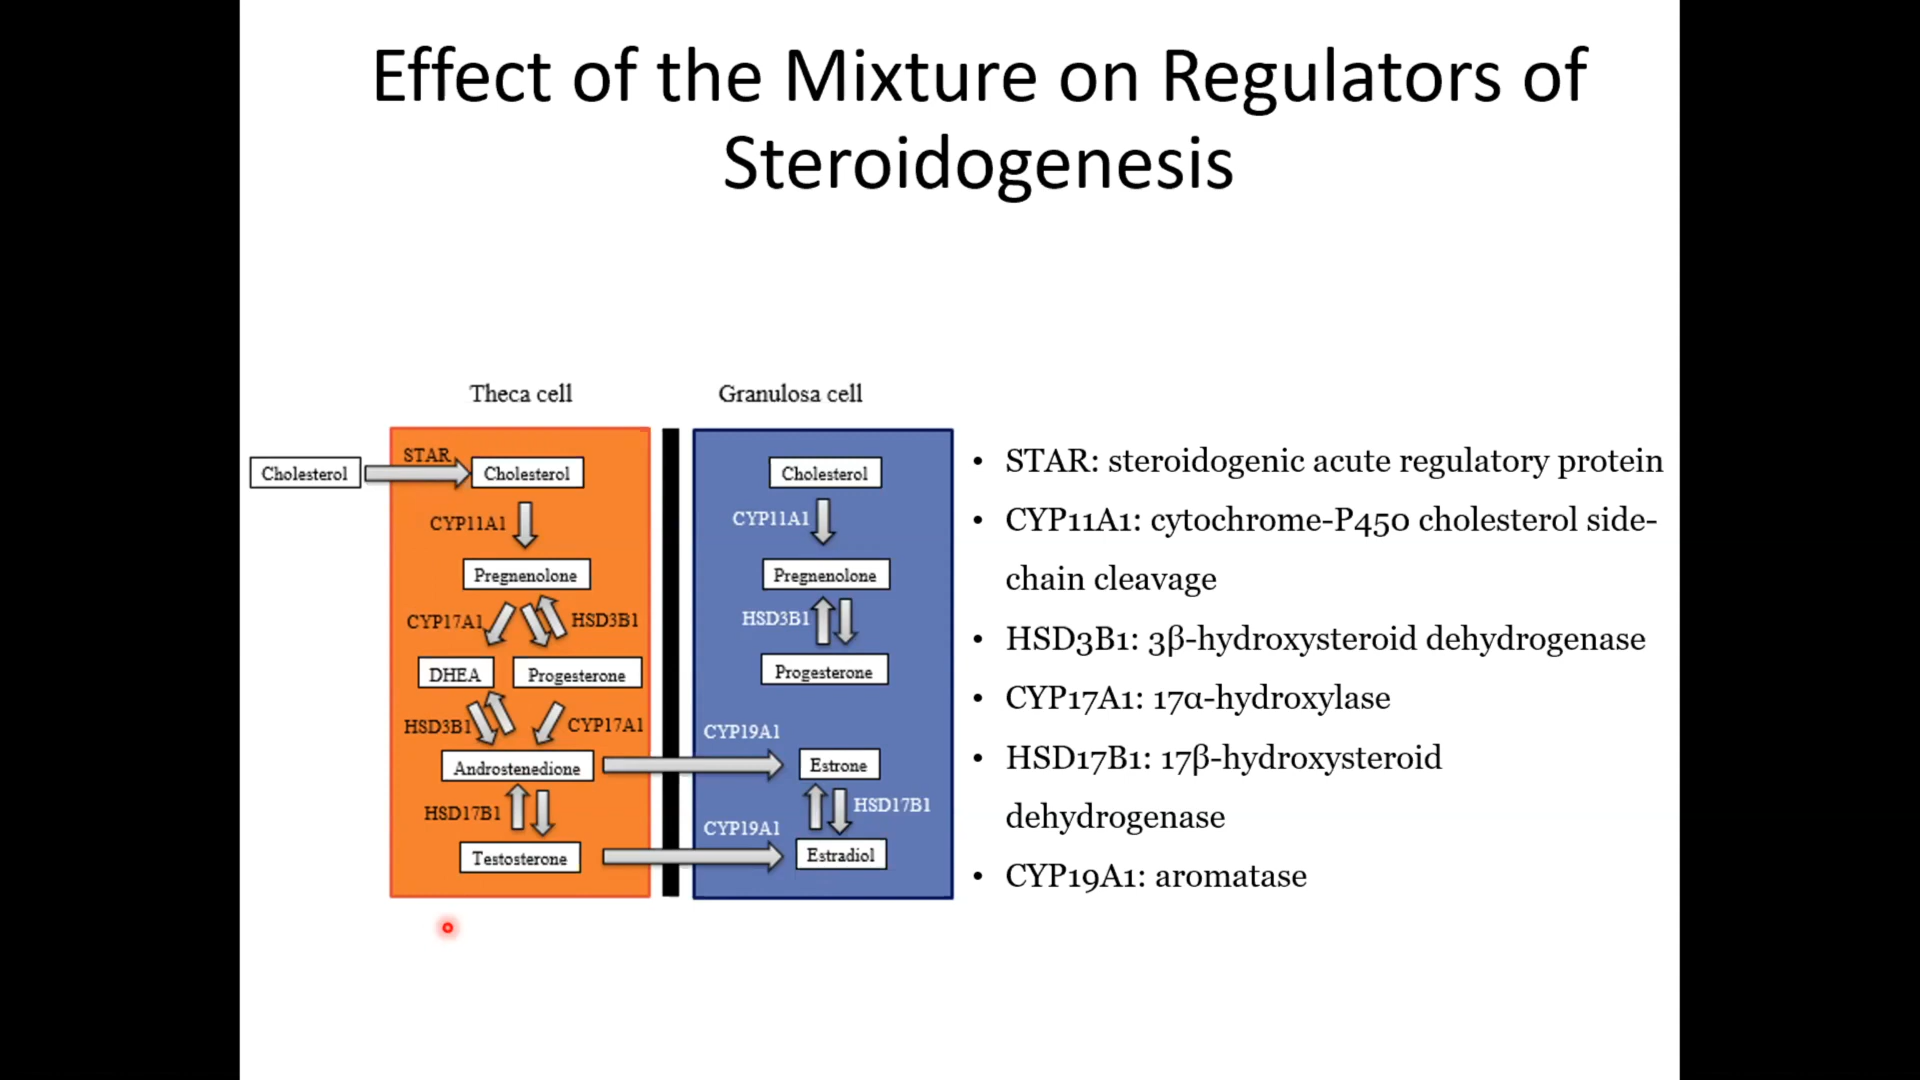 Effect of the Mixture on Regulators of
Steroidogenesis
Theca cell
Granulosa cell
Cholesterol
STAR
Cholesterol
CYP11A1
Pregnenolone
CYP17A1
HSD3B1
DHEA
Progesterone
HSD3B1
CYP17A1
Androstenedione
HSD17B1
Testosterone
Cholesterol
CYP11A1
Pregnenolone
HSD3B1
Progesterone
CYP19A1
Estrone
HSD17B1
CYP19A1
Estradiol
• STAR: steroidogenic acute regulatory protein
• CYP11A1: cytochrome-P450 cholesterol side-
chain cleavage
• HSD3B1: 3β-hydroxysteroid dehydrogenase
• CYP17A1: 17α-hydroxylase
• HSD17B1: 17β-hydroxysteroid
dehydrogenase
• CYP19A1: aromatase